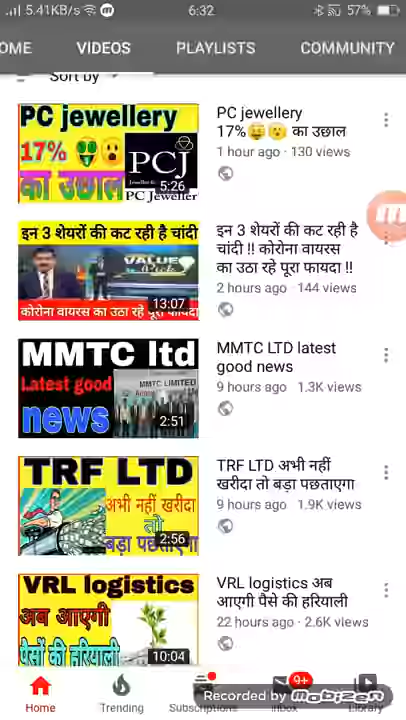 5.41KB/s 6:32 57%
OME VIDEOS PLAYLISTS COMMUNITY
Sort by
PC jewellery
17%
का उछाल
PCJ
PC Jeweller
5:26
PC jewellery
17%🤑😮 का उछाल
1 hour ago · 130 views
इन 3 शेयरों की कट रही है चांदी
VALUE
कोरोना वायरस का उठा रहे पूरा फायदा
13:07
इन 3 शेयरों की कट रही है
चांदी !! कोरोना वायरस
का उठा रहे पूरा फायदा !!
2 hours ago · 144 views
MMTC ltd
Latest good
news
MMTC LIMITED
2:51
MMTC LTD latest
good news
9 hours ago · 1.3K views
TRF LTD
अभी नहीं खरीदा
तो
बड़ा पछताएगा
2:56
TRF LTD अभी नहीं
खरीदा तो बड़ा पछताएगा
9 hours ago · 1.9K views
VRL logistics
अब आएगी
पैसों की हरियाली
10:04
VRL logistics अब
आएगी पैसे की हरियाली
22 hours ago · 2.6K views
9+
Home Trending Subscriptions Inbox Library
Recorded by mobizen